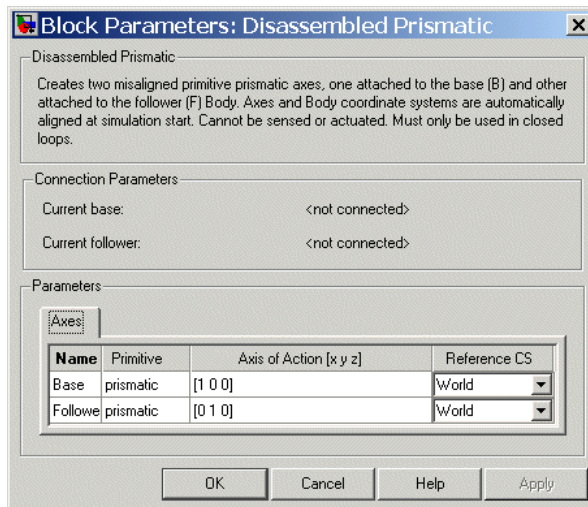 Block Parameters: Disassembled Prismatic
Disassembled Prismatic
Creates two misaligned primitive prismatic axes, one attached to the base (B) and other
attached to the follower (F) Body. Axes and Body coordinate systems are automatically
aligned at simulation start. Cannot be sensed or actuated. Must only be used in closed
loops.
Connection Parameters
Current base: <not connected>
Current follower: <not connected>
Parameters
Axes
Name Primitive Axis of Action [x y z] Reference CS
Base prismatic [1 0 0] World
Followe prismatic [0 1 0] World
OK Cancel Help Apply